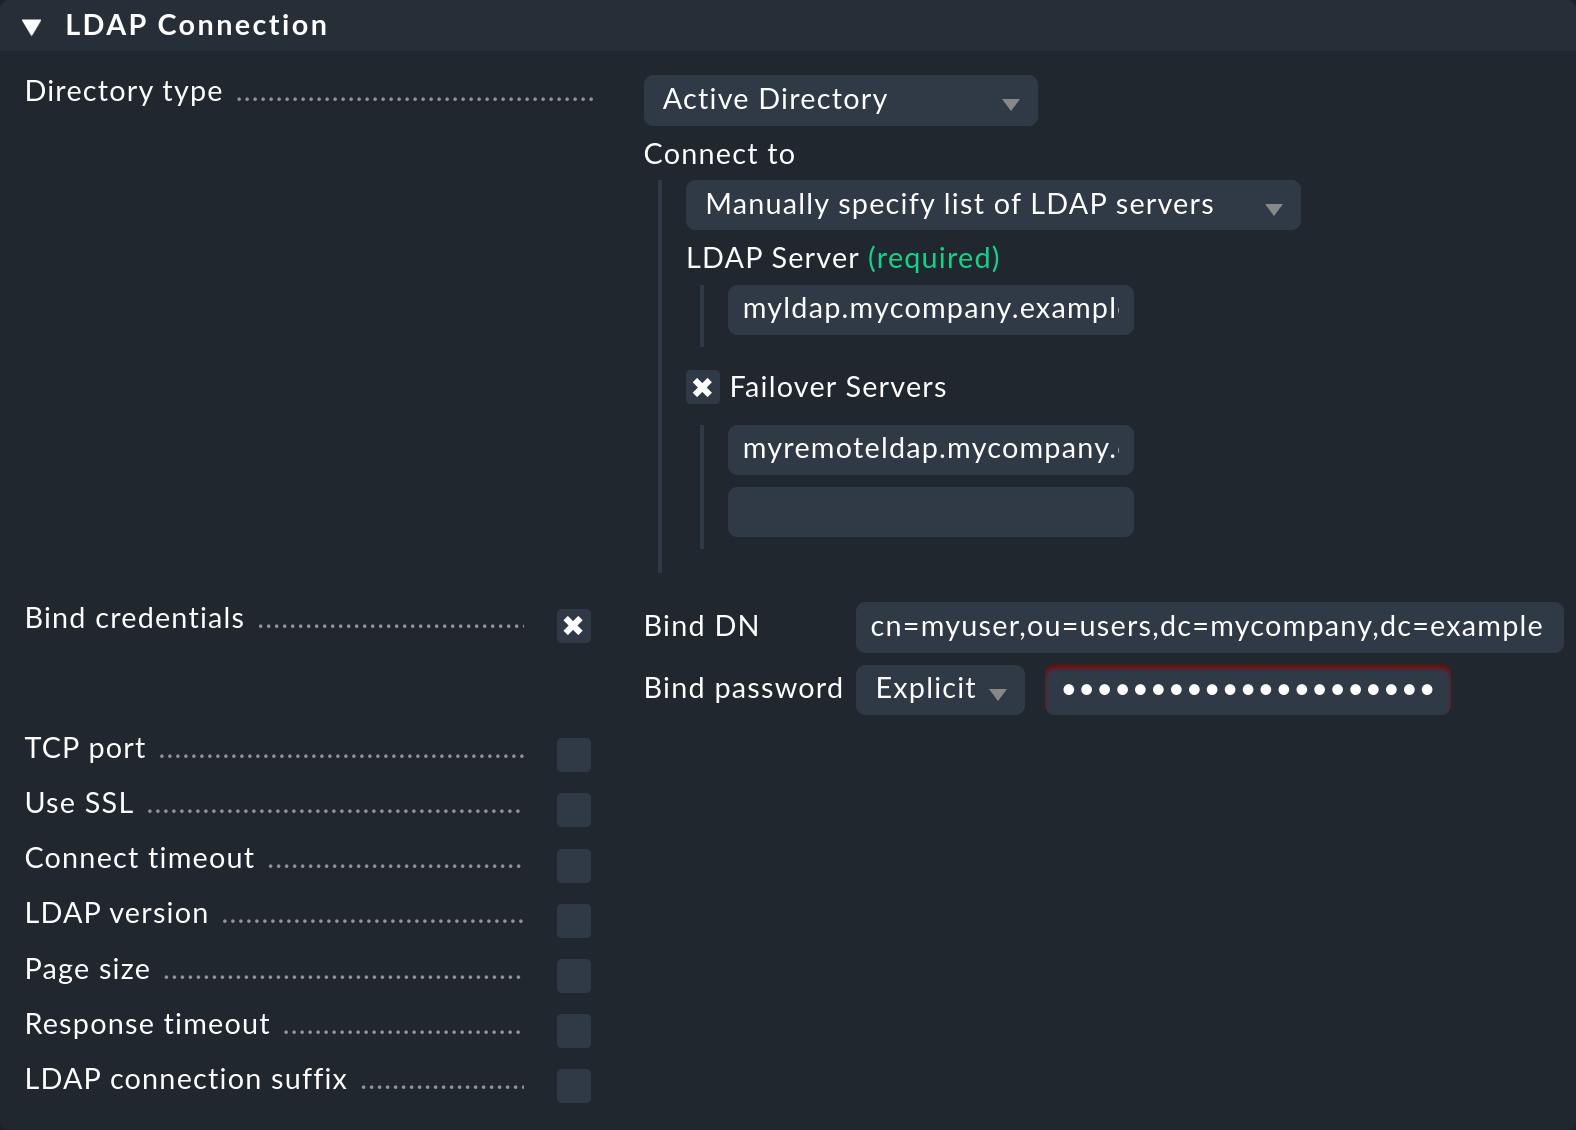 LDAP Connection
Directory type
Active Directory
Connect to
Manually specify list of LDAP servers
LDAP Server (required)
myldap.mycompany.exampl
Failover Servers
myremoteldap.mycompany.
Bind credentials
Bind DN
cn=myuser,ou=users,dc=mycompany,dc=example
Bind password
Explicit
TCP port
Use SSL
Connect timeout
LDAP version
Page size
Response timeout
LDAP connection suffix